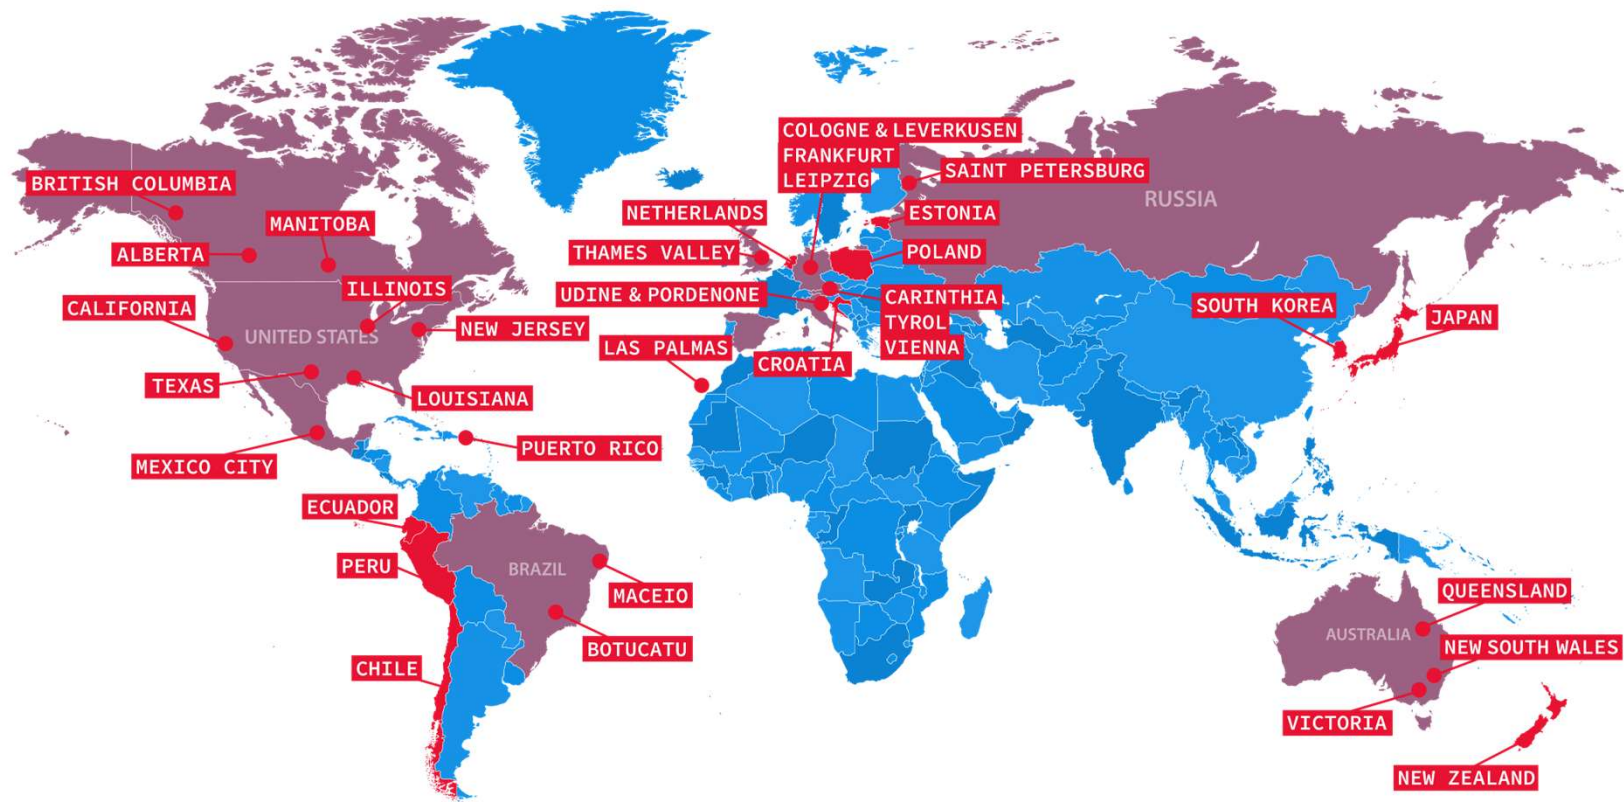 COLOGNE & LEVERKUSEN
FRANKFURT
LEIPZIG
SAINT PETERSBURG
BRITISH COLUMBIA
RUSSIA
NETHERLANDS
ESTONIA
MANITOBA
ALBERTA
THAMES VALLEY
POLAND
ILLINOIS
UDINE & PORDENONE
CARINTHIA
TYROL
VIENNA
CALIFORNIA
SOUTH KOREA
JAPAN
UNITED STATES
NEW JERSEY
LAS PALMAS
CROATIA
TEXAS
LOUISIANA
PUERTO RICO
MEXICO CITY
ECUADOR
PERU
BRAZIL
MACEIO
BOTUCATU
CHILE
QUEENSLAND
AUSTRALIA
NEW SOUTH WALES
VICTORIA
NEW ZEALAND